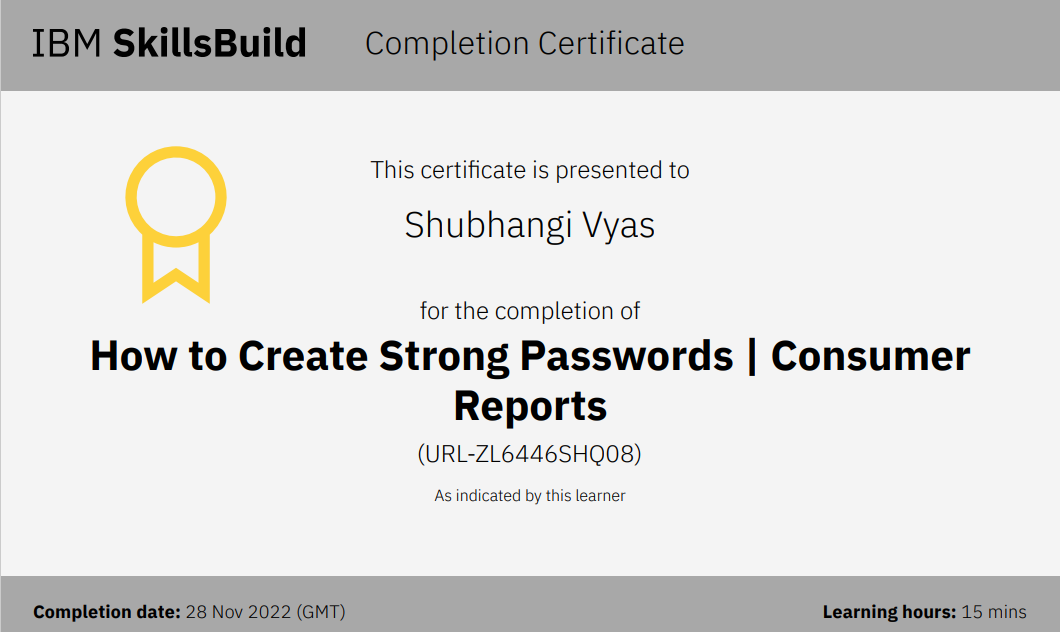 IBM SkillsBuild Completion Certificate
This certificate is presented to
Shubhangi Vyas
for the completion of
How to Create Strong Passwords | Consumer
Reports
(URL-ZL6446SHQ08)
As indicated by this learner
Completion date: 28 Nov 2022 (GMT) Learning hours: 15 mins